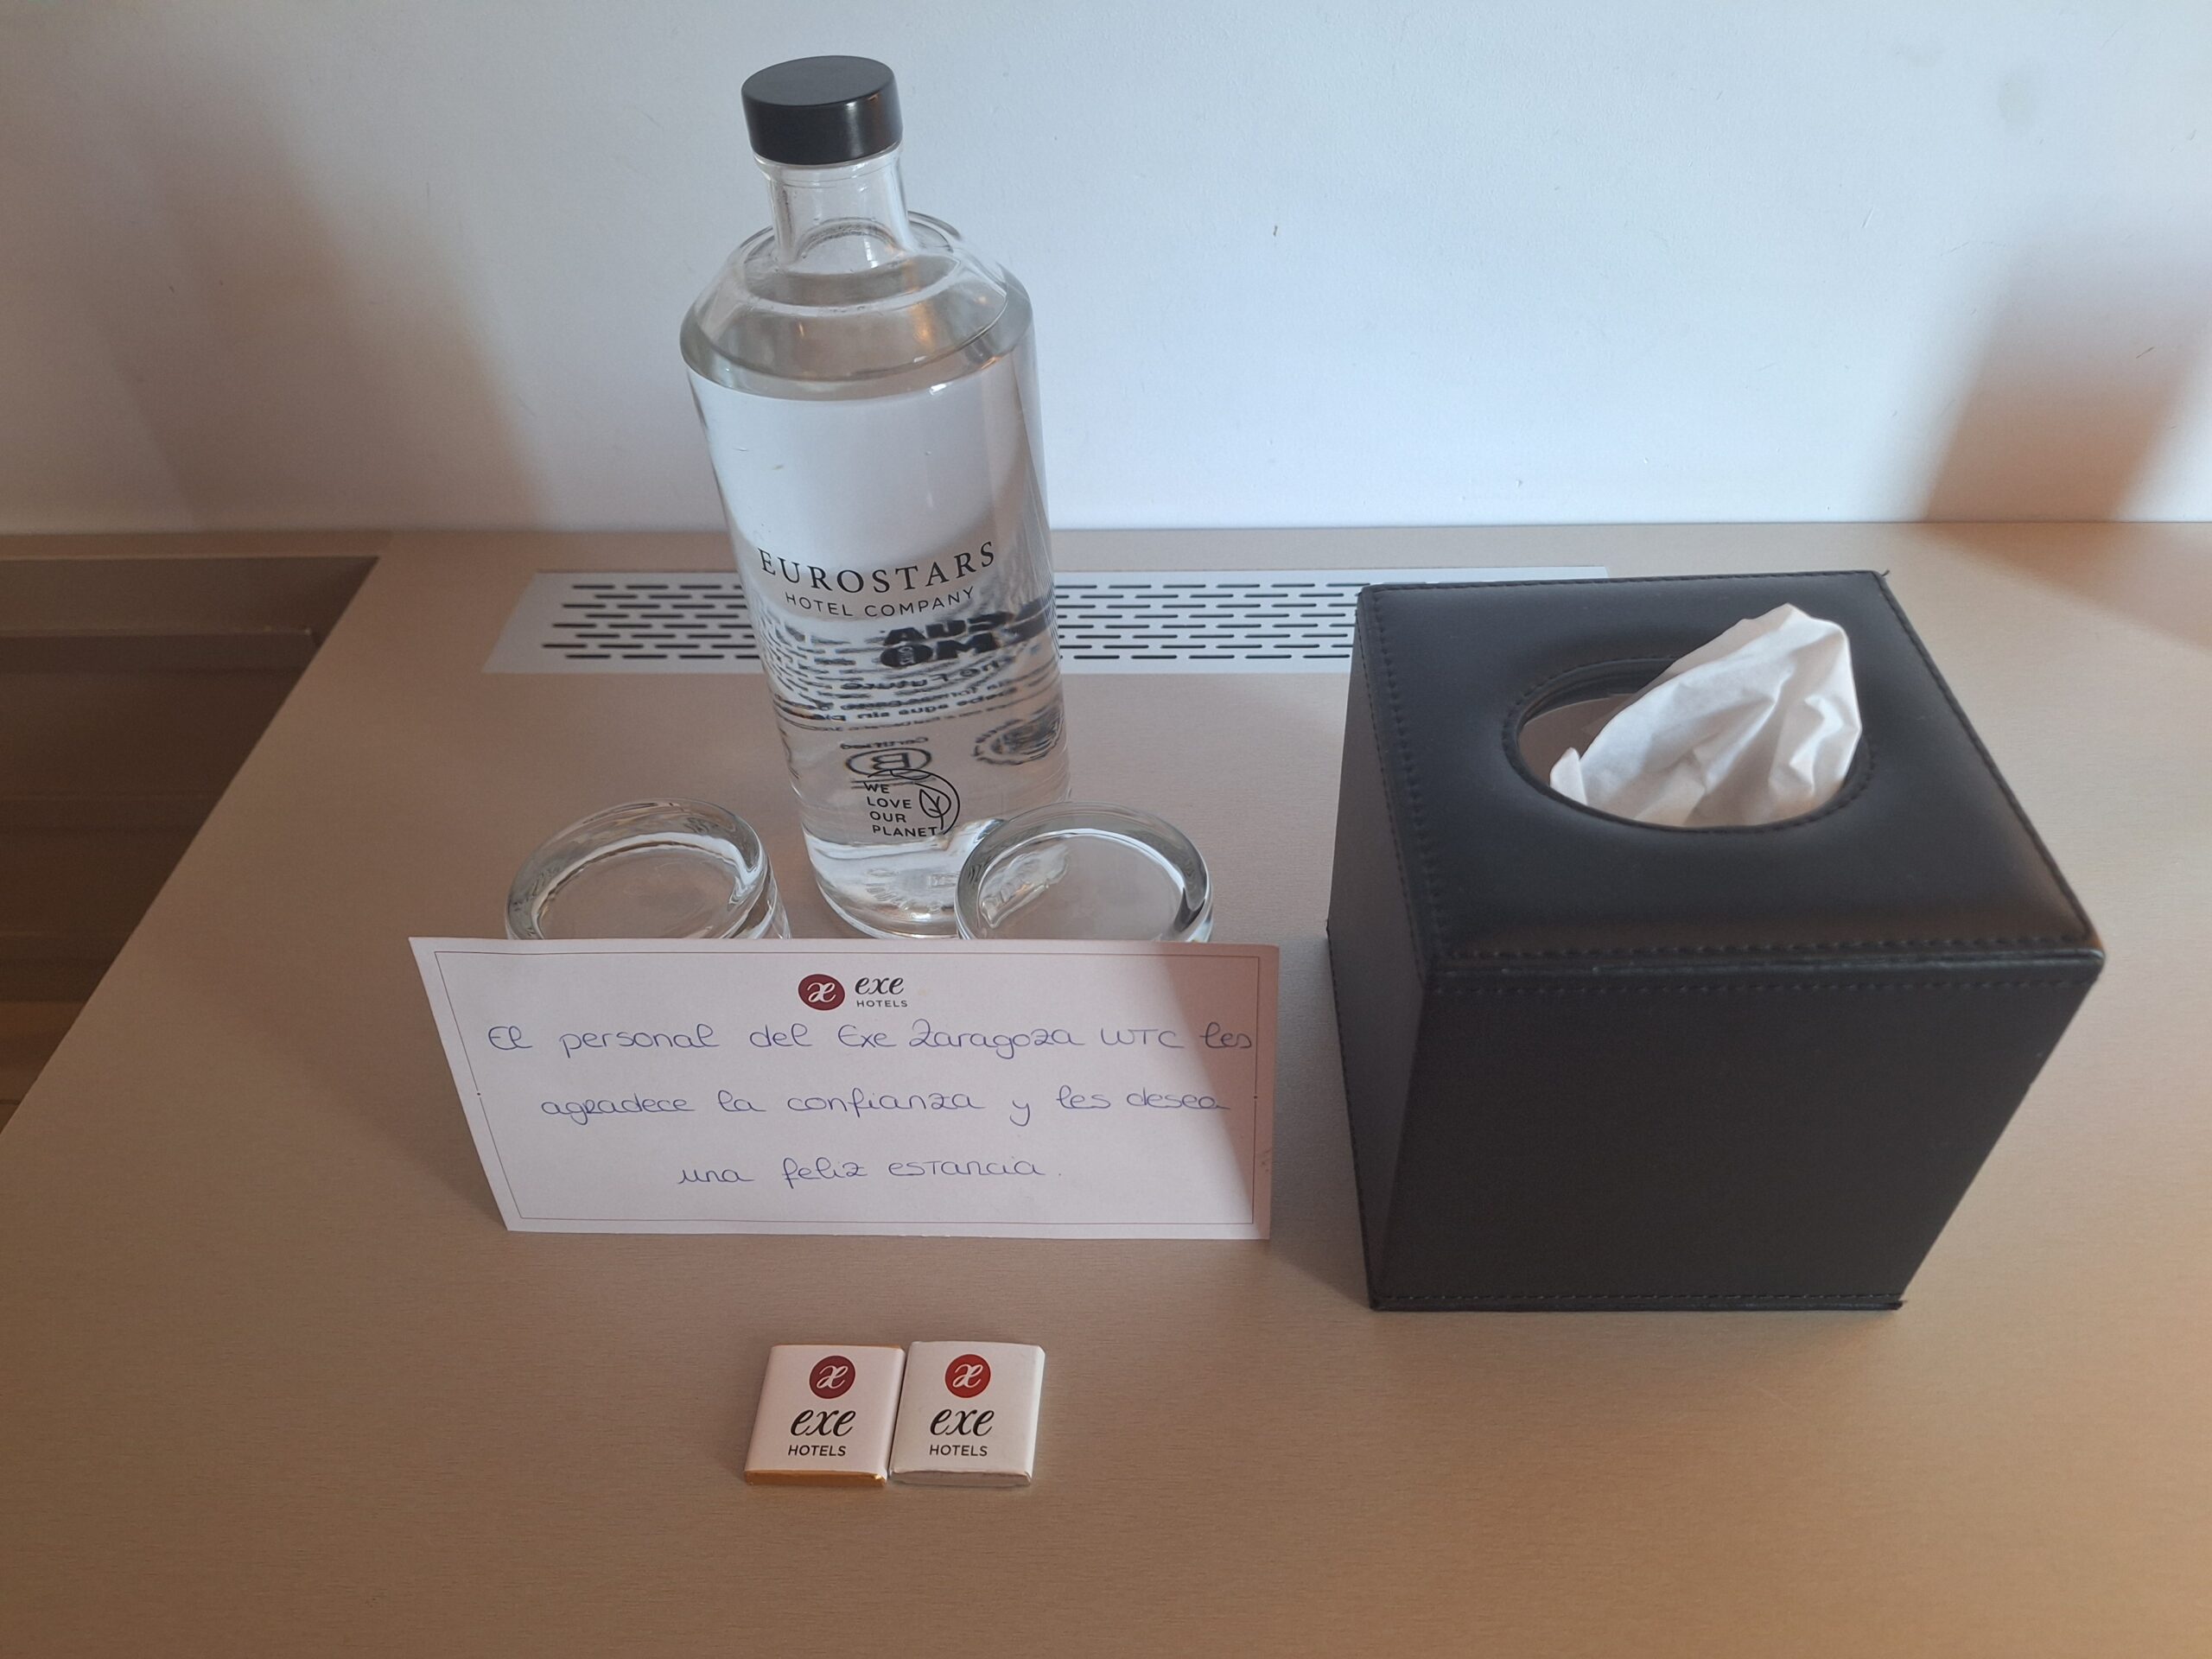 EUROSTARS
HOTEL COMPANY
WE
LOVE
OUR
PLANET
exe
HOTELS
El personal del Exe Zaragoza WTC les
agradece la confianza y les desea
una feliz estancia.
exe
HOTELS
exe
HOTELS